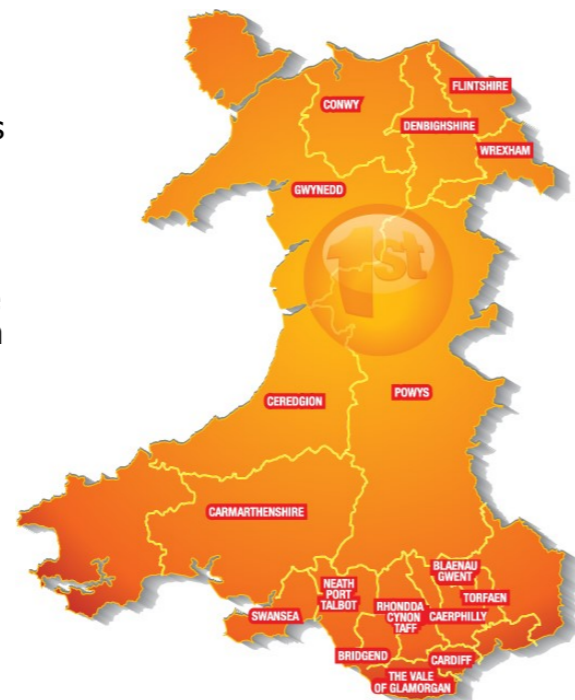 FLINTSHIRE
CONWY
DENBIGHSHIRE
WREXHAM
GWYNEDD
1st
POWYS
CEREDGION
CARMARTHENSHIRE
BLAENAU
GWENT
NEATH
PORT
TALBOT
TORFAEN
RHONDDA
CYNON
TAFF
SWANSEA
CAERPHILLY
BRIDGEND
CARDIFF
THE VALE
OF GLAMORGAN